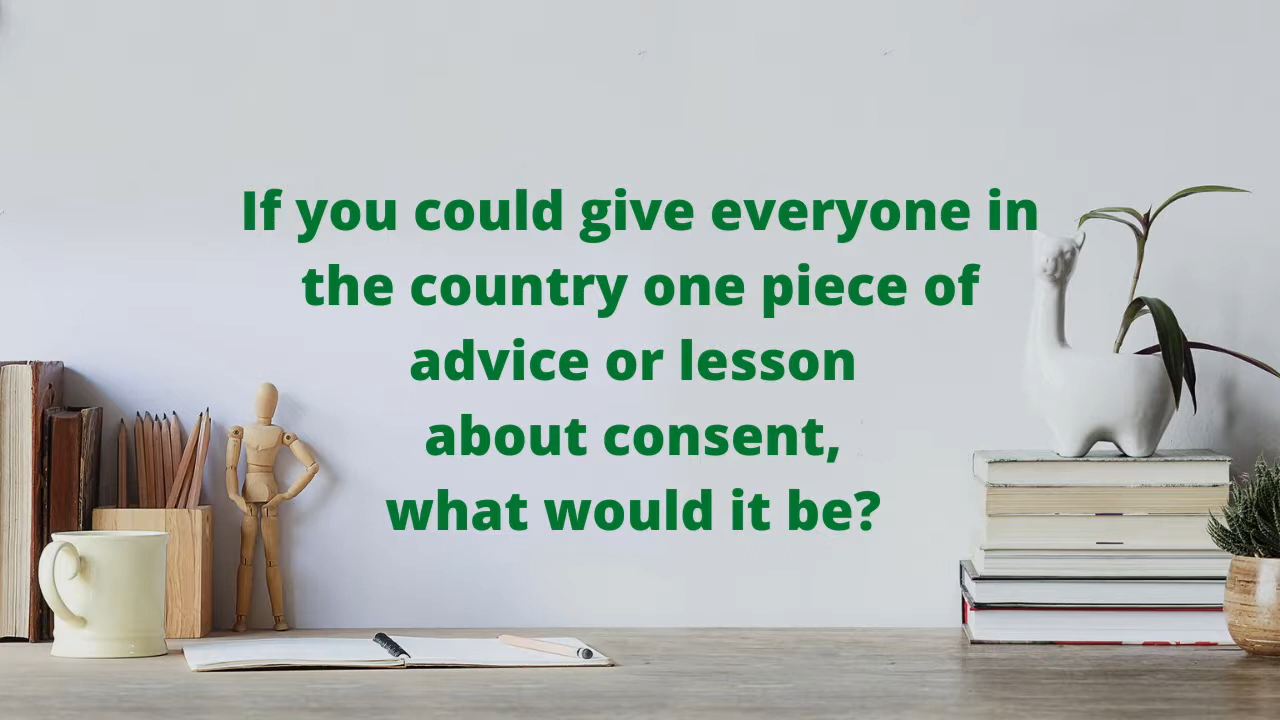 If you could give everyone in
the country one piece of
advice or lesson
about consent,
what would it be?